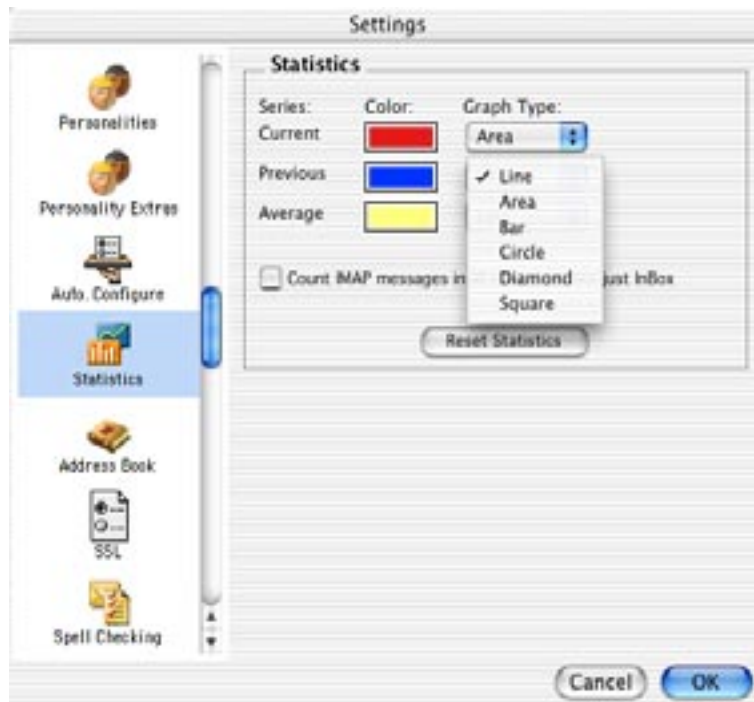 Settings
Personalities
Personality Extras
Auto. Configure
Statistics
Address Book
SSL
Spell Checking
Statistics
Series: Color: Graph Type:
Current Area
Previous
Average
✓ Line
Area
Bar
Circle
Diamond
Square
Count IMAP messages in just InBox
Reset Statistics
Cancel OK